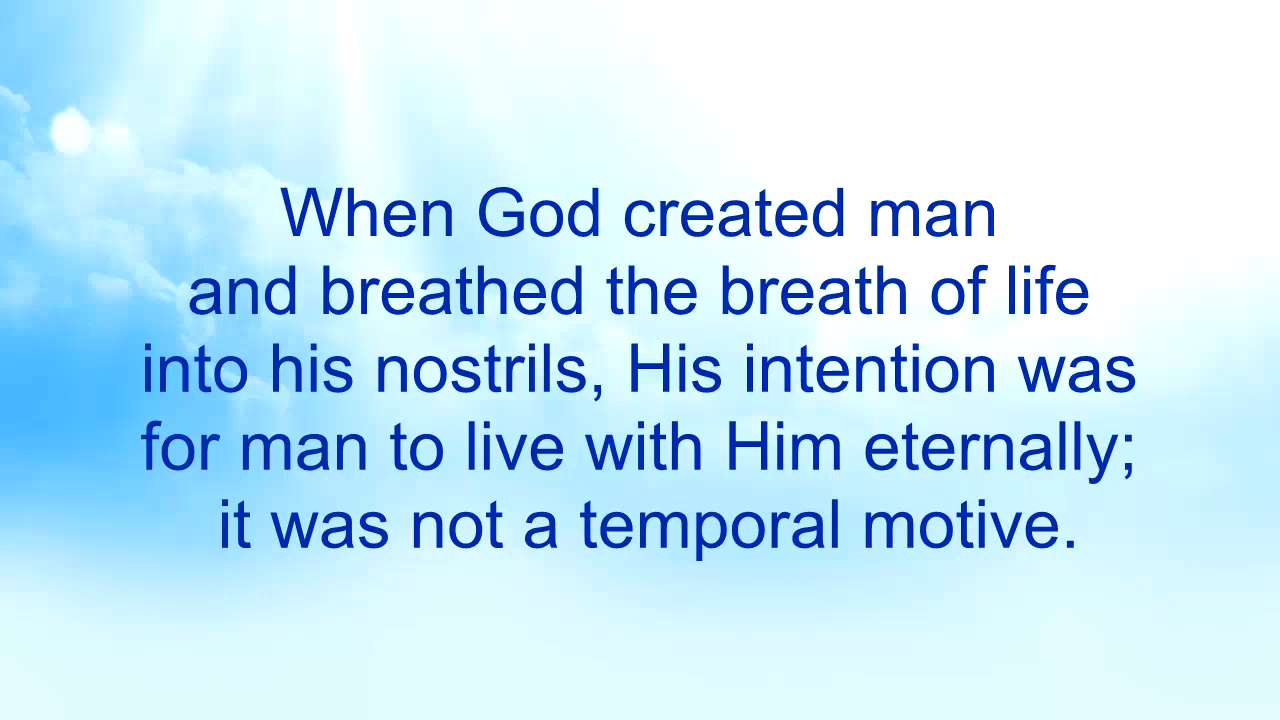 When God created man
and breathed the breath of life
into his nostrils, His intention was
for man to live with Him eternally;
it was not a temporal motive.